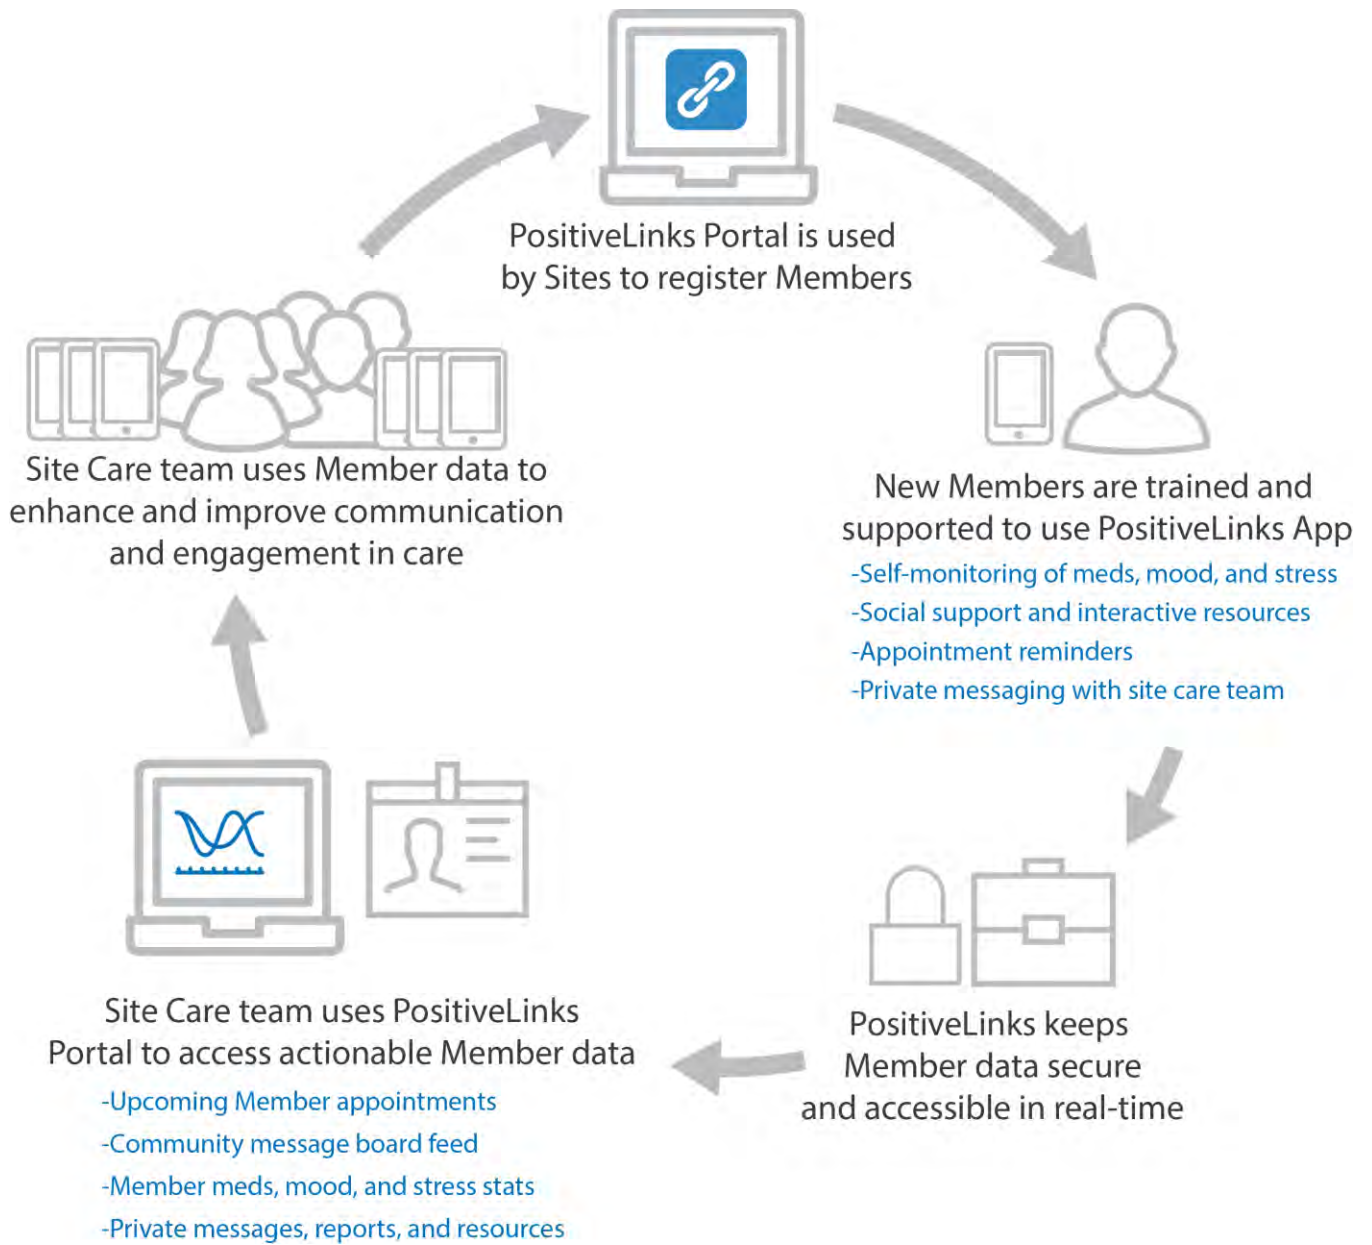 PositiveLinks Portal is used
by Sites to register Members
New Members are trained and
supported to use PositiveLinks App
-Self-monitoring of meds, mood, and stress
-Social support and interactive resources
-Appointment reminders
-Private messaging with site care team
PositiveLinks keeps
Member data secure
and accessible in real-time
Site Care team uses PositiveLinks
Portal to access actionable Member data
-Upcoming Member appointments
-Community message board feed
-Member meds, mood, and stress stats
-Private messages, reports, and resources
Site Care team uses Member data to
enhance and improve communication
and engagement in care